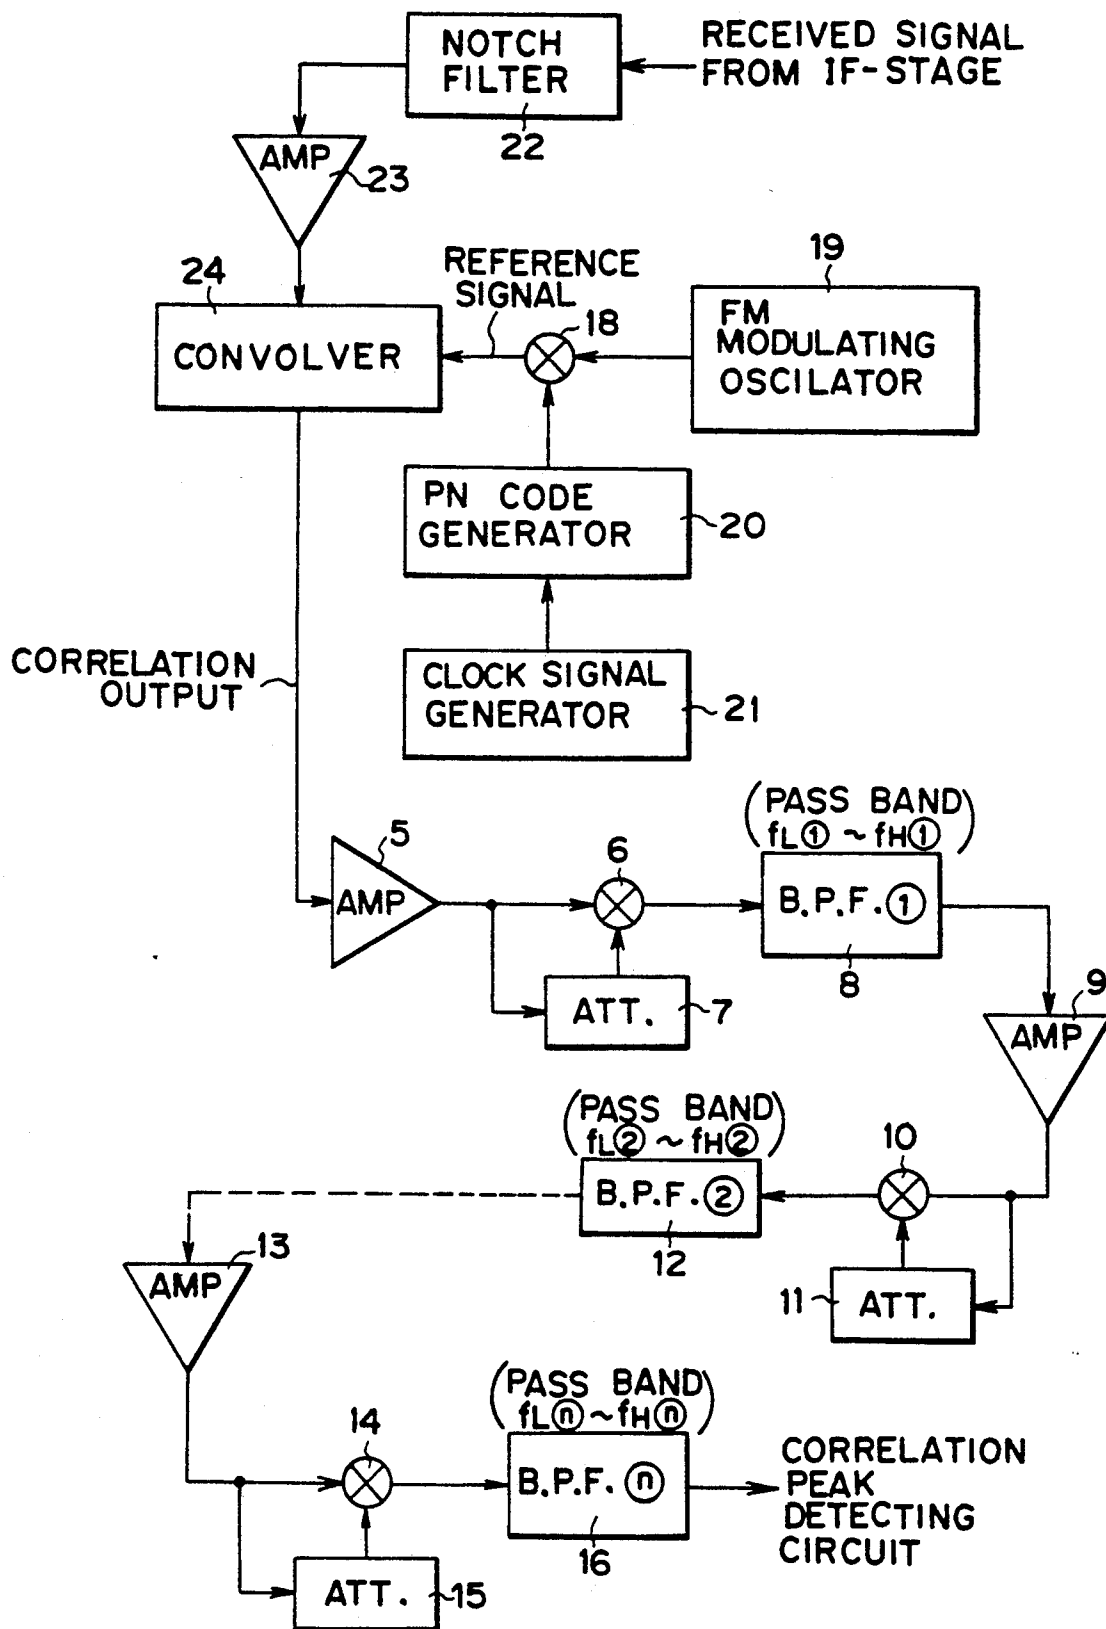 NOTCH
FILTER
22
RECEIVED SIGNAL
FROM IF-STAGE
AMP
23
24
CONVOLVER
REFERENCE
SIGNAL
18
19
FM
MODULATING
OSCILATOR
PN CODE
GENERATOR
20
CORRELATION
OUTPUT
CLOCK SIGNAL
GENERATOR
21
5
AMP
6
(PASS BAND
fL① ~ fH①)
B.P.F. ①
8
ATT.
7
9
AMP
(PASS BAND
fL② ~ fH②)
B.P.F. ②
12
10
11
ATT.
13
AMP
14
(PASS BAND
fLⓝ ~ fHⓝ)
B.P.F. ⓝ
16
ATT.
15
CORRELATION
PEAK
DETECTING
CIRCUIT